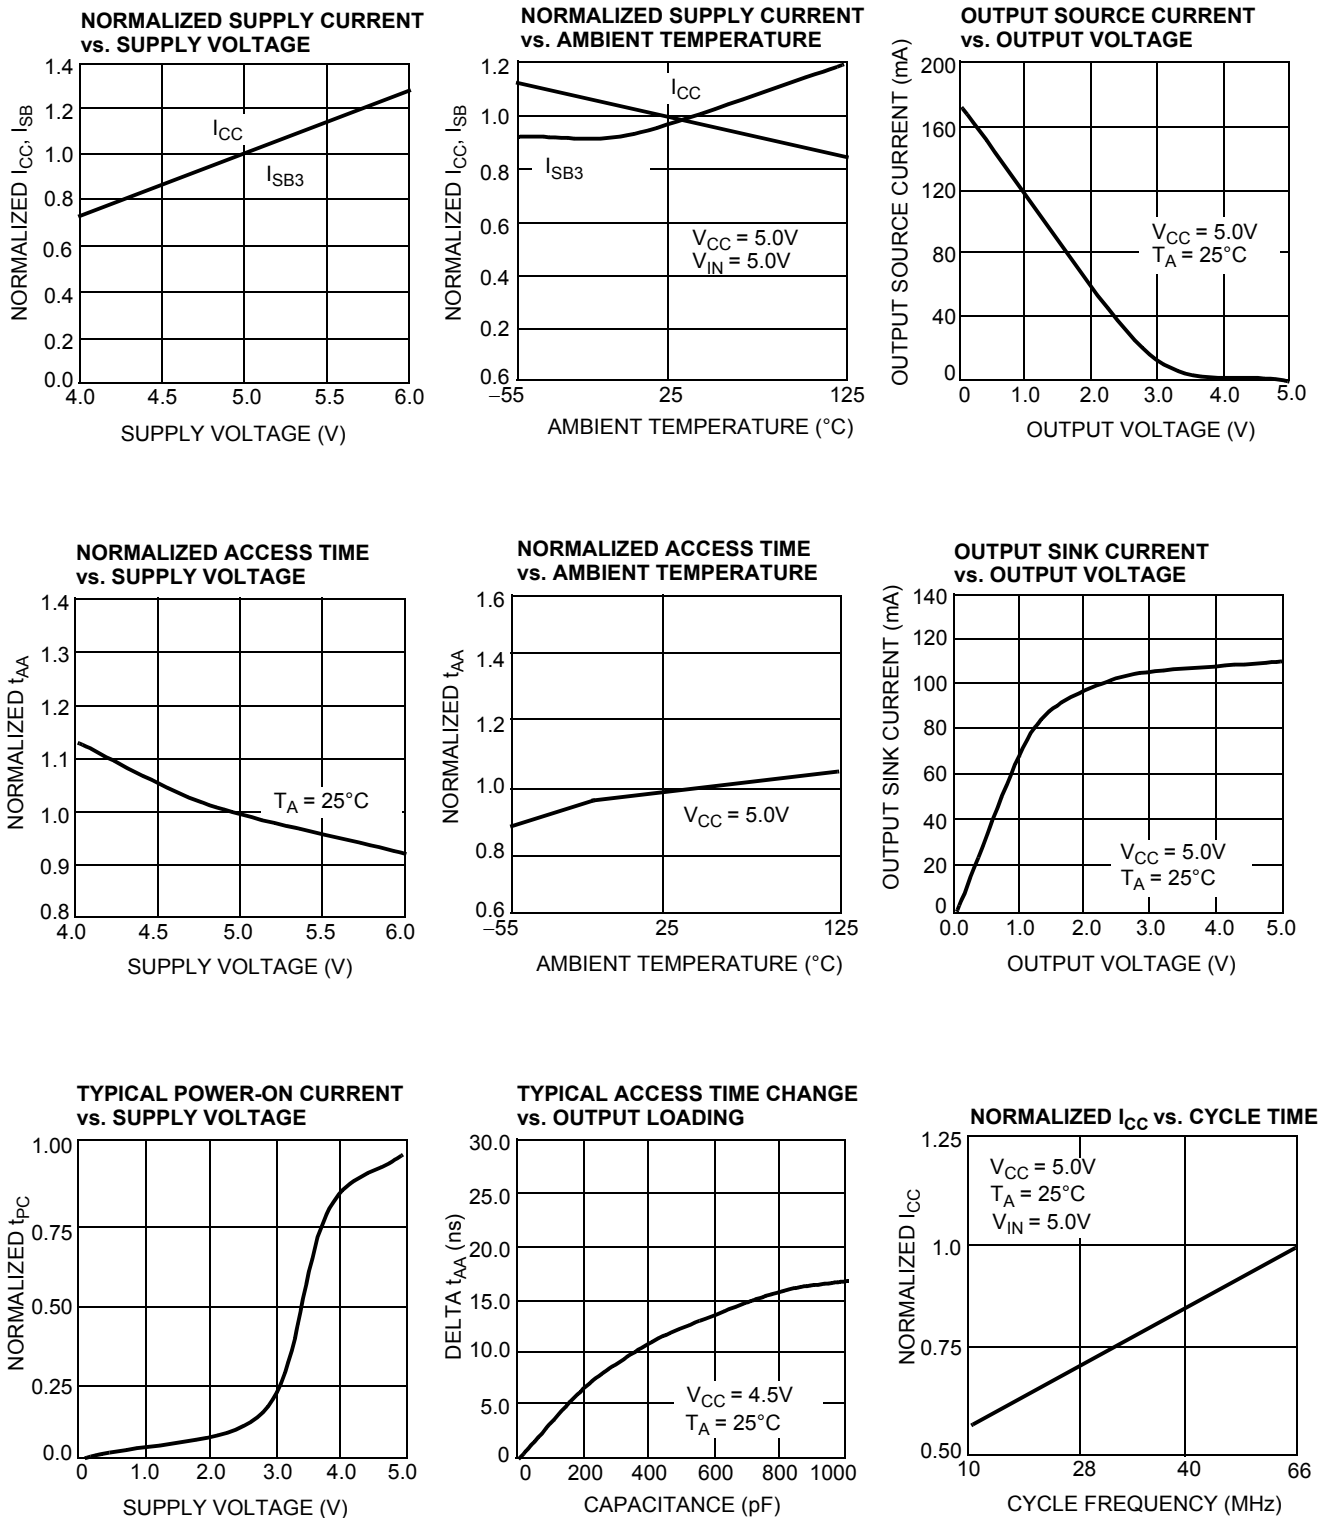 NORMALIZED SUPPLY CURRENT
vs. SUPPLY VOLTAGE
1.4
1.2
1.0
0.8
0.6
0.4
0.2
0.0
NORMALIZED ICC, ISB
ICC
ISB3
4.0 4.5 5.0 5.5 6.0
SUPPLY VOLTAGE (V)
NORMALIZED SUPPLY CURRENT
vs. AMBIENT TEMPERATURE
1.2
1.0
0.8
0.6
0.4
0.2
0.6
NORMALIZED ICC, ISB
ICC
ISB3
VCC = 5.0V
VIN = 5.0V
−55 25 125
AMBIENT TEMPERATURE (°C)
OUTPUT SOURCE CURRENT
vs. OUTPUT VOLTAGE
200
160
120
80
40
0
OUTPUT SOURCE CURRENT (mA)
VCC = 5.0V
TA = 25°C
0 1.0 2.0 3.0 4.0 5.0
OUTPUT VOLTAGE (V)
NORMALIZED ACCESS TIME
vs. SUPPLY VOLTAGE
1.4
1.3
1.2
1.1
1.0
0.9
0.8
NORMALIZED tAA
TA = 25°C
4.0 4.5 5.0 5.5 6.0
SUPPLY VOLTAGE (V)
NORMALIZED ACCESS TIME
vs. AMBIENT TEMPERATURE
1.6
1.4
1.2
1.0
0.8
0.6
NORMALIZED tAA
VCC = 5.0V
−55 25 125
AMBIENT TEMPERATURE (°C)
OUTPUT SINK CURRENT
vs. OUTPUT VOLTAGE
140
120
100
80
60
40
20
0
OUTPUT SINK CURRENT (mA)
VCC = 5.0V
TA = 25°C
0.0 1.0 2.0 3.0 4.0 5.0
OUTPUT VOLTAGE (V)
TYPICAL POWER-ON CURRENT
vs. SUPPLY VOLTAGE
1.00
0.75
0.50
0.25
0.0
NORMALIZED tPC
0 1.0 2.0 3.0 4.0 5.0
SUPPLY VOLTAGE (V)
TYPICAL ACCESS TIME CHANGE
vs. OUTPUT LOADING
30.0
25.0
20.0
15.0
10.0
5.0
0
DELTA tAA (ns)
VCC = 4.5V
TA = 25°C
0 200 400 600 800 1000
CAPACITANCE (pF)
NORMALIZED ICC vs. CYCLE TIME
1.25
1.0
0.75
0.50
NORMALIZED ICC
VCC = 5.0V
TA = 25°C
VIN = 5.0V
10 28 40 66
CYCLE FREQUENCY (MHz)